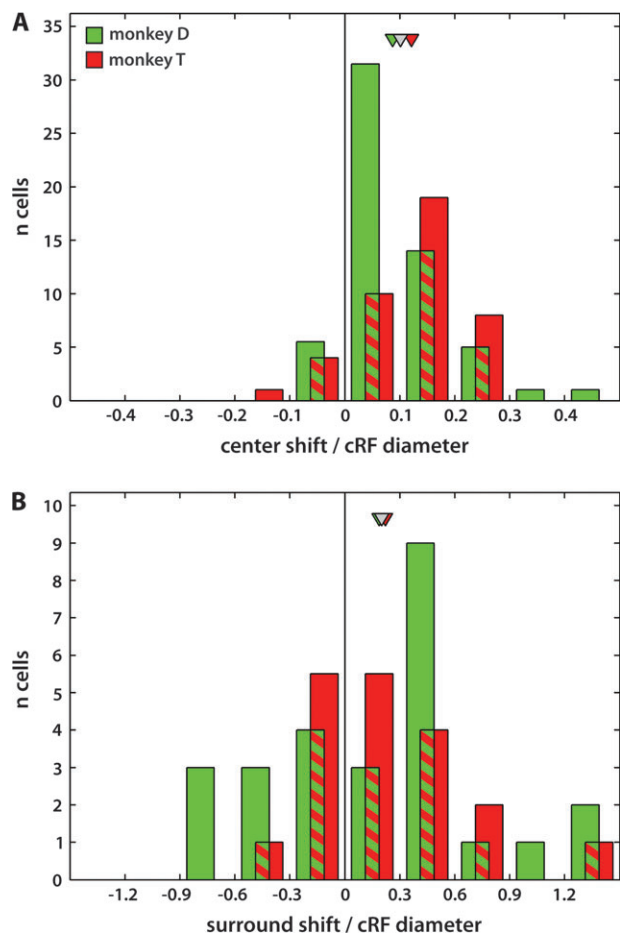 A
monkey D
monkey T
n cells
35
30
25
20
15
10
5
0
-0.4 -0.3 -0.2 -0.1 0 0.1 0.2 0.3 0.4
center shift / cRF diameter
B
n cells
10
9
8
7
6
5
4
3
2
1
0
-1.2 -0.9 -0.6 -0.3 0 0.3 0.6 0.9 1.2
surround shift / cRF diameter